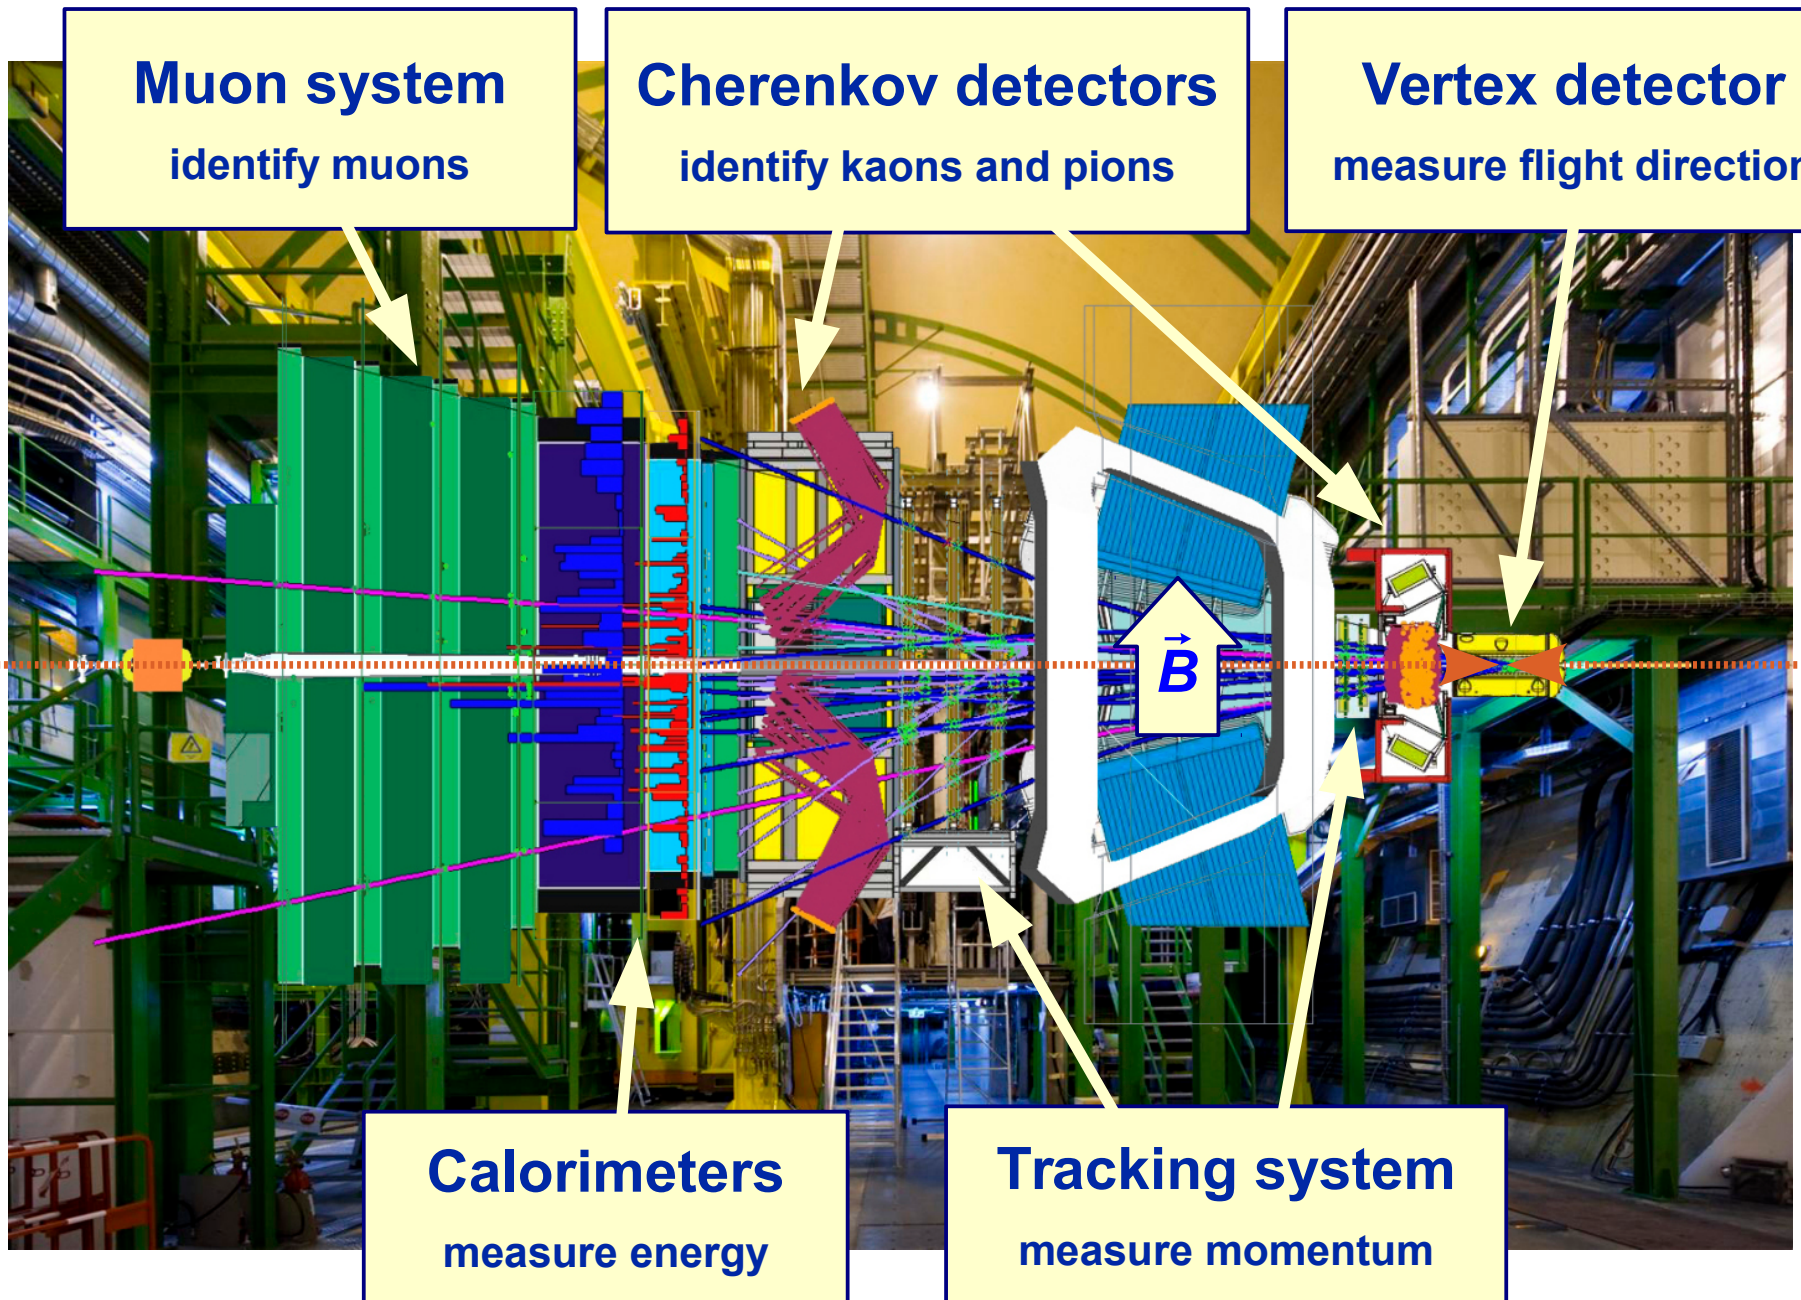 Muon system
identify muons
Cherenkov detectors
identify kaons and pions
Vertex detector
measure flight direction
B
Calorimeters
measure energy
Tracking system
measure momentum